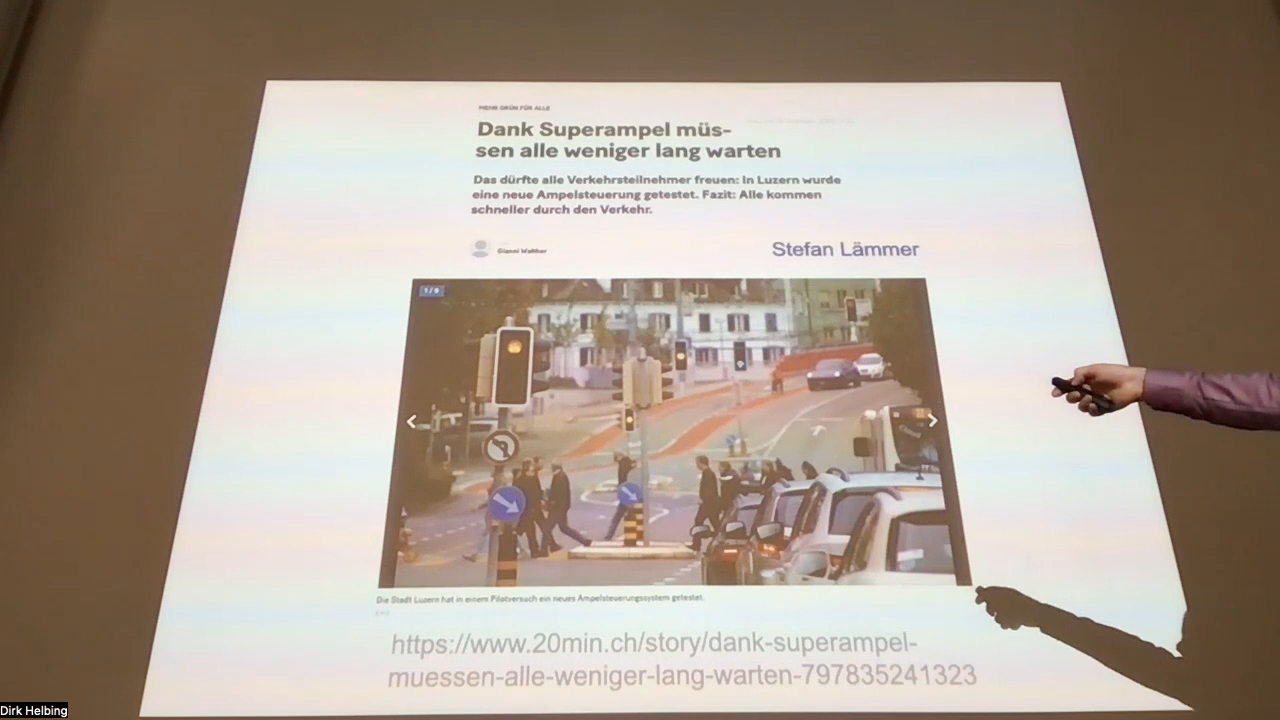 MEHR GRÜN FÜR ALLE
Dank Superampel müs-
sen alle weniger lang warten
Das dürfte alle Verkehrsteilnehmer freuen: In Luzern wurde
eine neue Ampelsteuerung getestet. Fazit: Alle kommen
schneller durch den Verkehr.
Gianni Walther
Stefan Lämmer
1/9
Die Stadt Luzern hat in einem Pilotversuch ein neues Ampelsteuerungssystem getestet.
https://www.20min.ch/story/dank-superampel-
muessen-alle-weniger-lang-warten-797835241323
Dirk Helbing